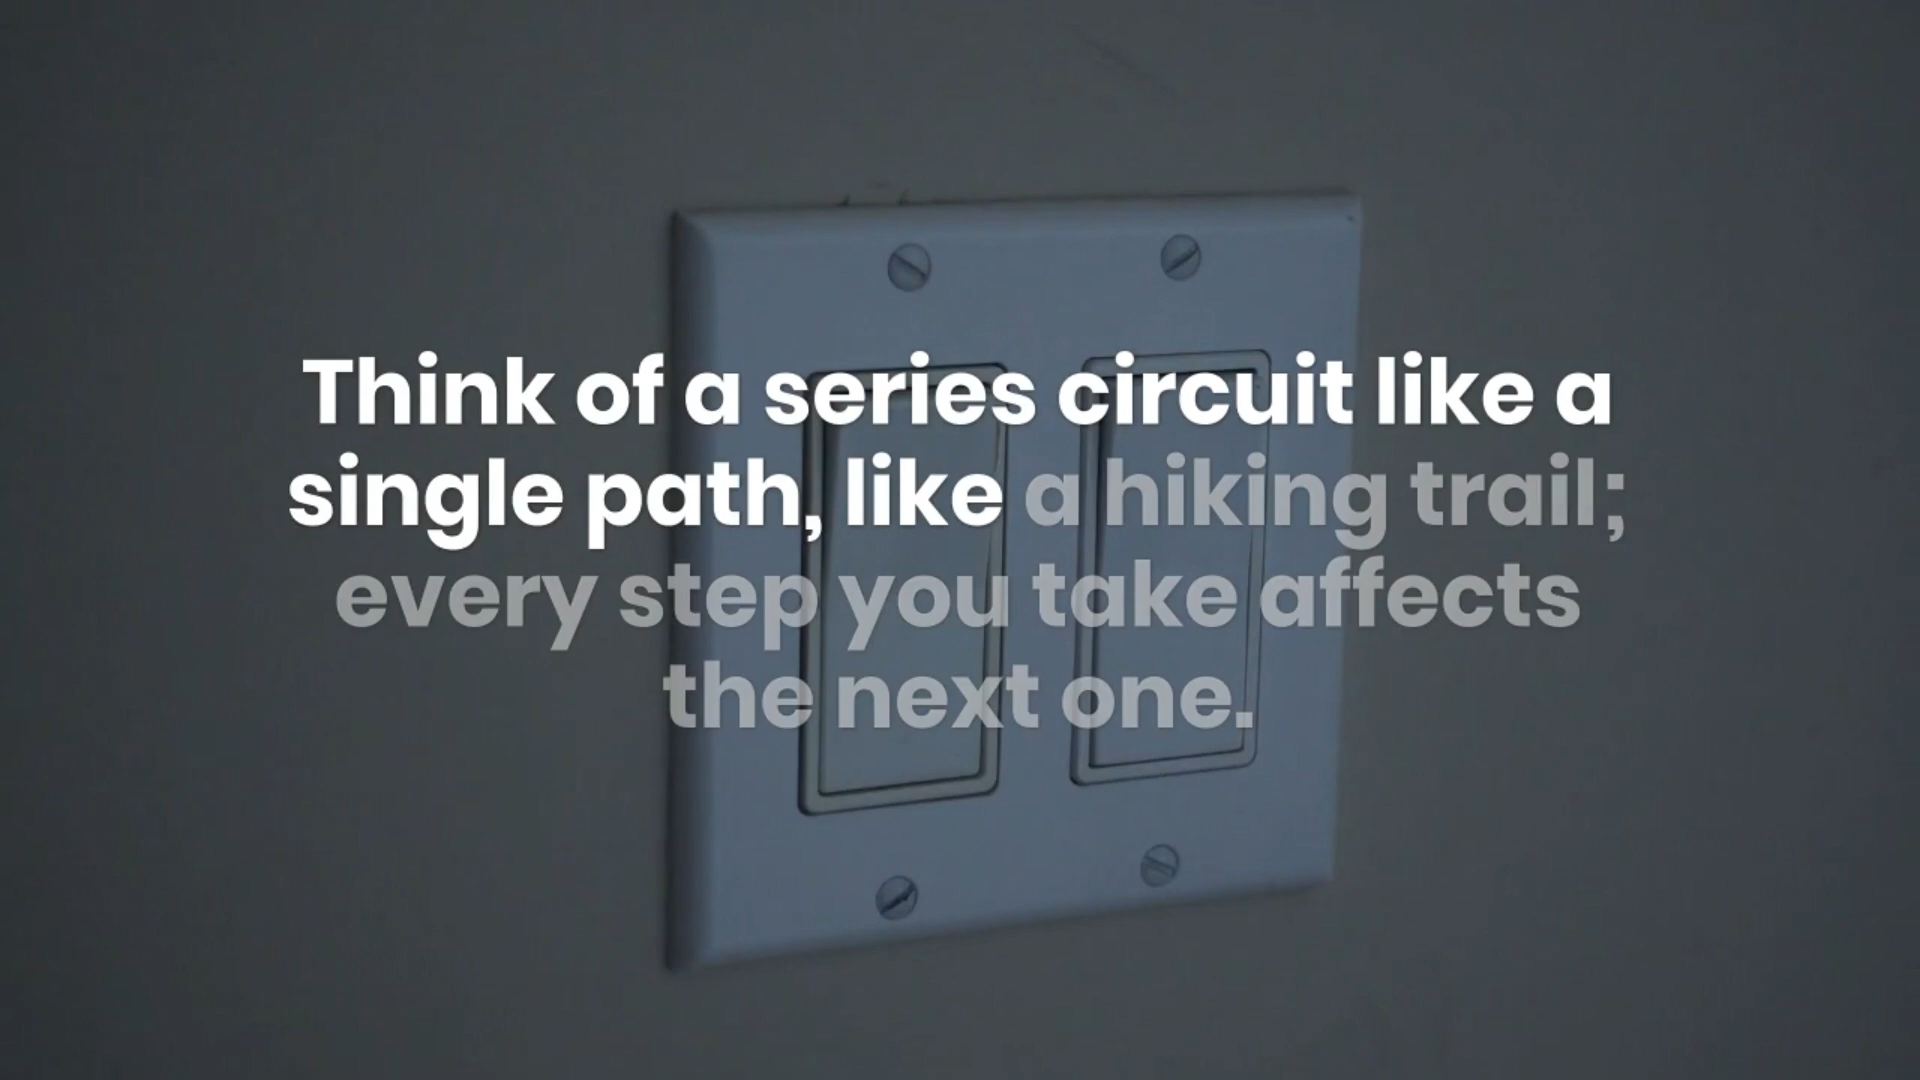 Think of a series circuit like a
single path, like a hiking trail;
every step you take affects
the next one.